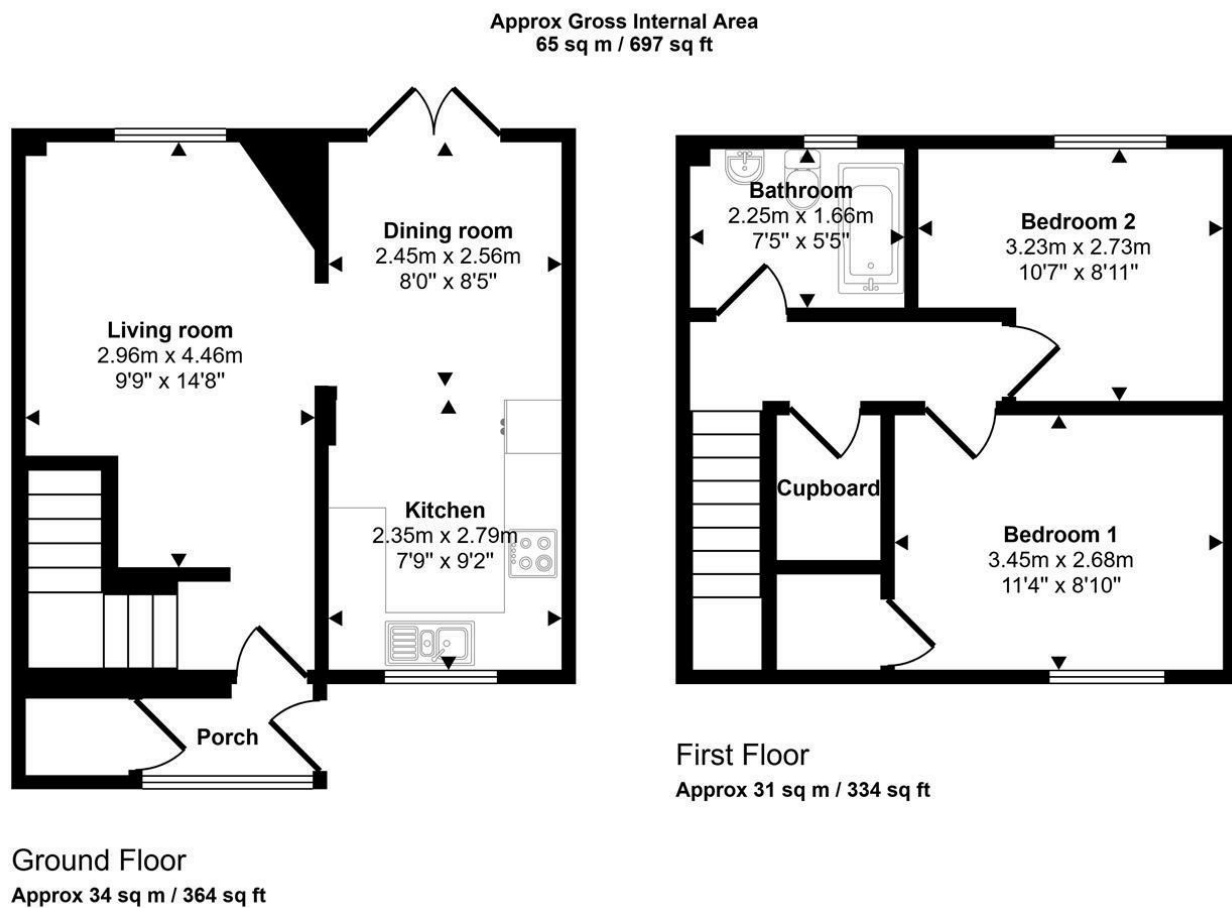 Approx Gross Internal Area
65 sq m / 697 sq ft
Living room
2.96m x 4.46m
9'9" x 14'8"
Dining room
2.45m x 2.56m
8'0" x 8'5"
Kitchen
2.35m x 2.79m
7'9" x 9'2"
Porch
Ground Floor
Approx 34 sq m / 364 sq ft
Bathroom
2.25m x 1.66m
7'5" x 5'5"
Bedroom 2
3.23m x 2.73m
10'7" x 8'11"
Cupboard
Bedroom 1
3.45m x 2.68m
11'4" x 8'10"
First Floor
Approx 31 sq m / 334 sq ft